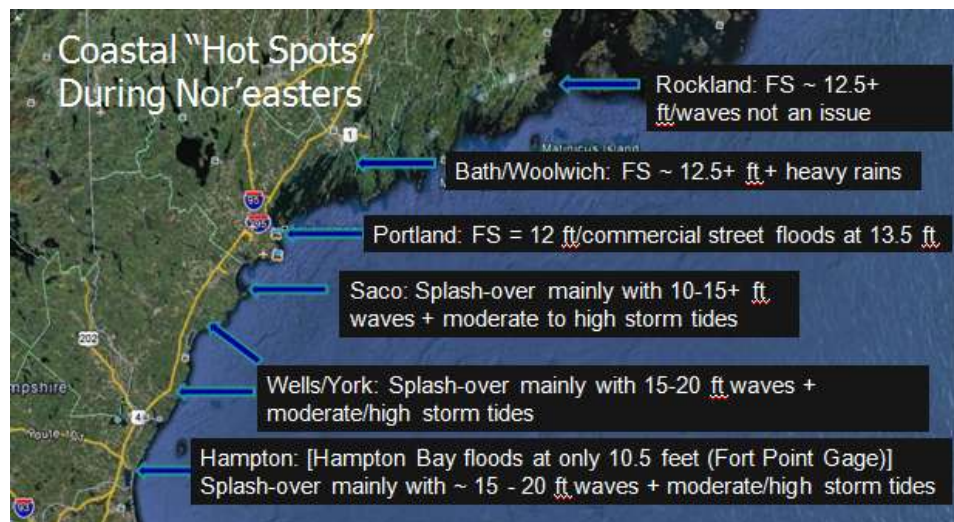 Coastal “Hot Spots”
During Nor’easters
Rockland: FS ~ 12.5+
ft/waves not an issue
1
Matinicus Island
Bath/Woolwich: FS ~ 12.5+ ft + heavy rains
95
295
Portland: FS = 12 ft/commercial street floods at 13.5 ft
Saco: Splash-over mainly with 10-15+ ft
waves + moderate to high storm tides
202
mpshire
Wells/York: Splash-over mainly with 15-20 ft waves +
moderate/high storm tides
4
Route 10
Hampton: [Hampton Bay floods at only 10.5 feet (Fort Point Gage)]
Splash-over mainly with ~ 15 - 20 ft waves + moderate/high storm tides
93